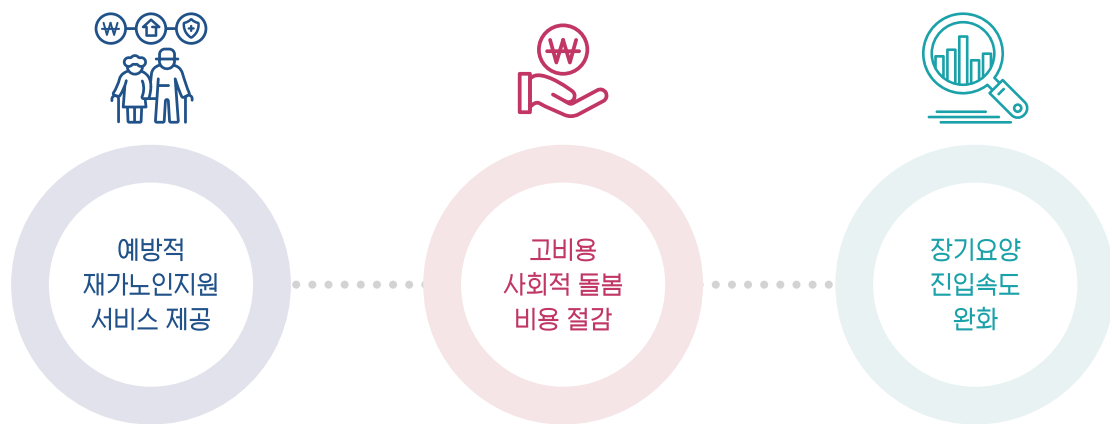 예방적
재가노인지원
서비스 제공
고비용
사회적 돌봄
비용 절감
장기요양
진입속도
완화